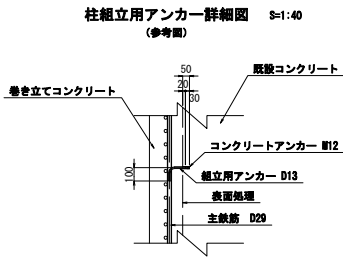 柱組立用アンカー詳細図 S=1:40
(参考図)
50
既設コンクリート
20
巻き立てコンクリート
30
コンクリートアンカー M12
100
組立用アンカー D13
表面処理
主鉄筋 D29